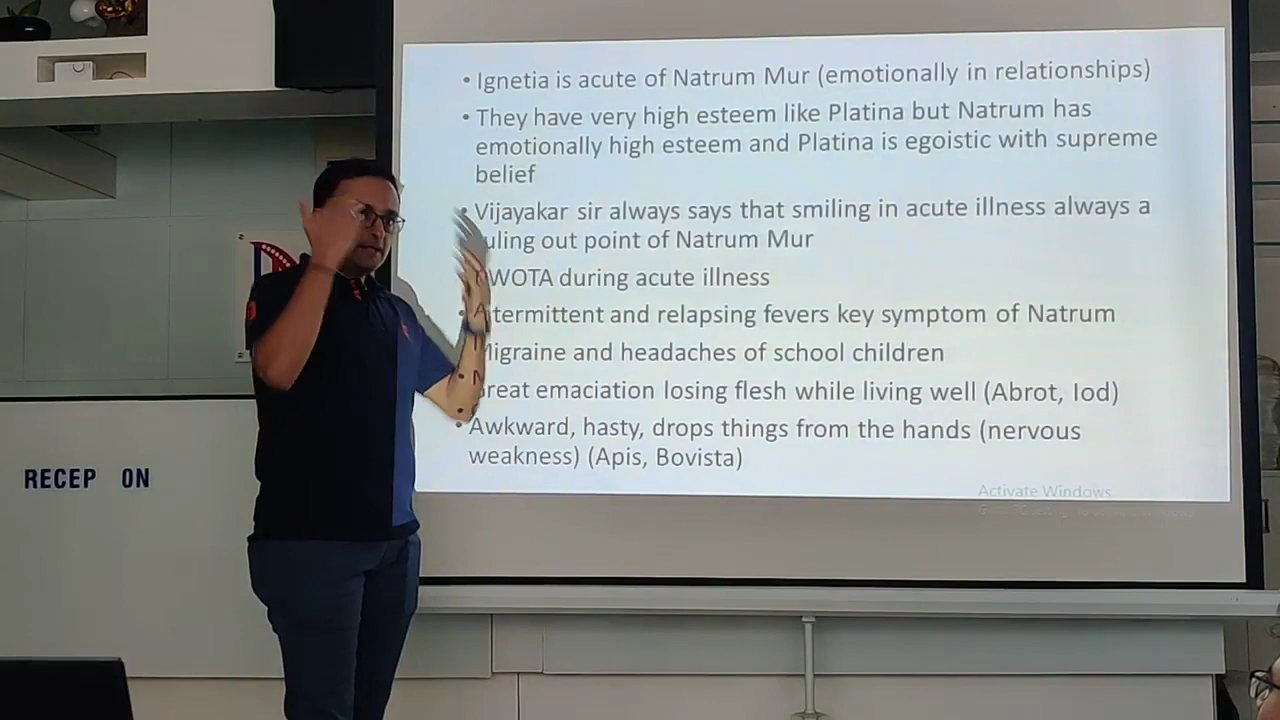 • Ignetia is acute of Natrum Mur (emotionally in relationships)
• They have very high esteem like Platina but Natrum has
emotionally high esteem and Platina is egoistic with supreme
belief
• Vijayakar sir always says that smiling in acute illness always a
uling out point of Natrum Mur
WOTA during acute illness
termittent and relapsing fevers key symptom of Natrum
Migraine and headaches of school children
reat emaciation losing flesh while living well (Abrot, Iod)
• Awkward, hasty, drops things from the hands (nervous
weakness) (Apis, Bovista)
Activate Windows
RECEP ON